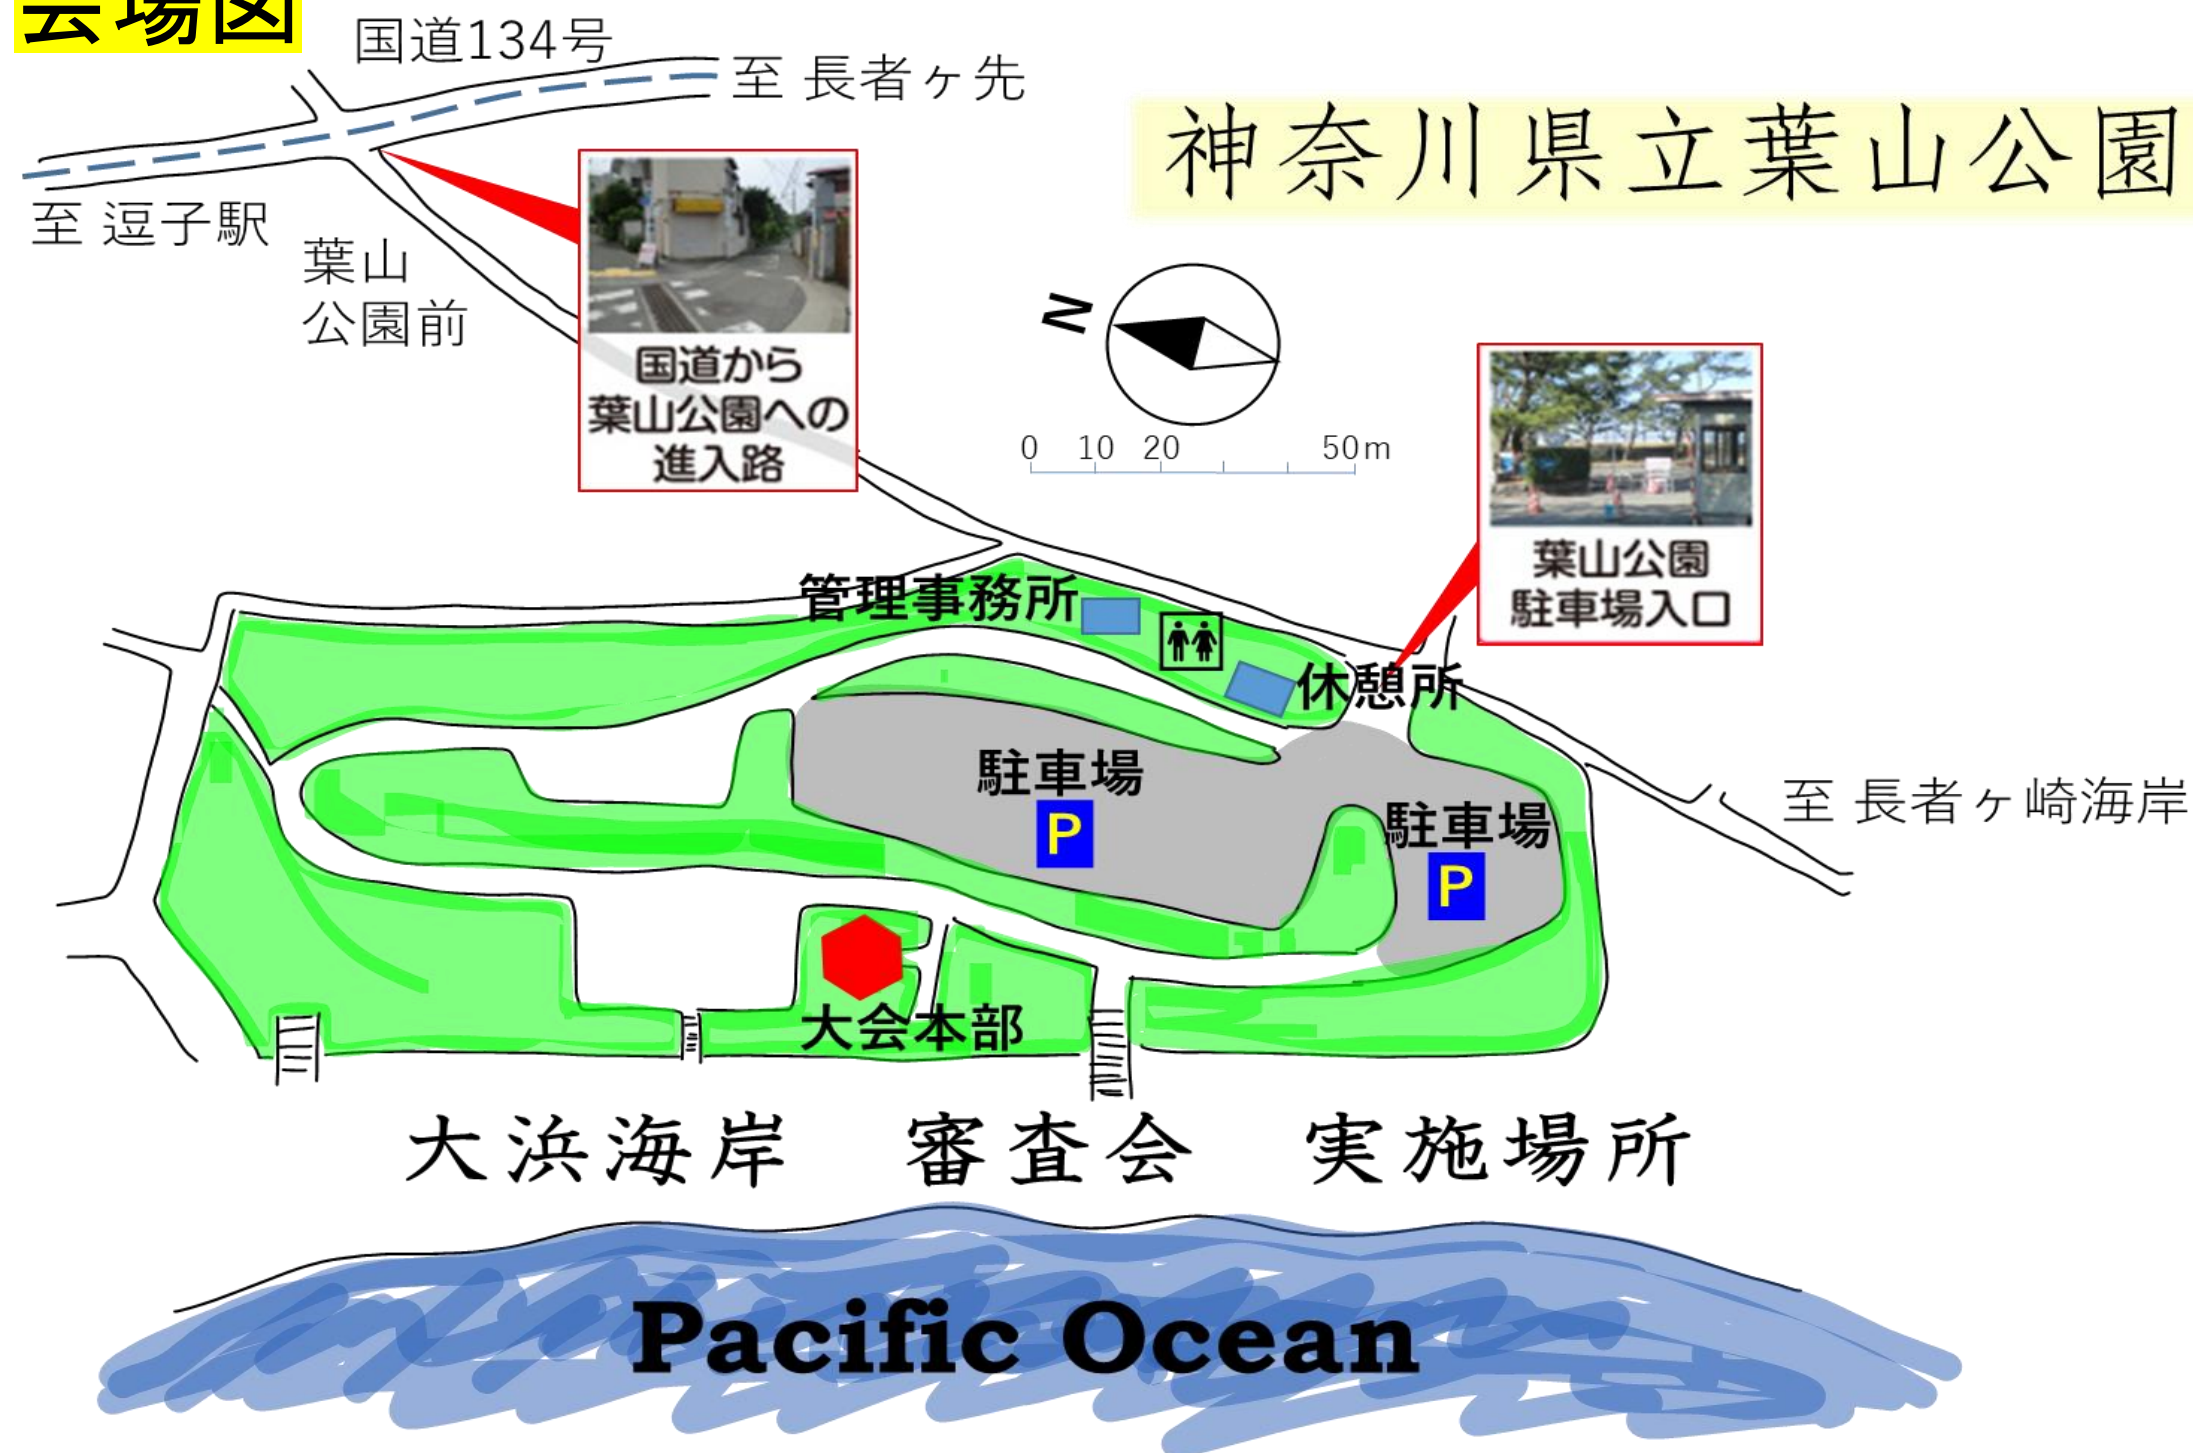 会場図
国道134号
至 長者ヶ先
神奈川県立葉山公園
至 逗子駅
葉山
公園前
国道から
葉山公園への
進入路
N
0 10 20 50m
葉山公園
駐車場入口
管理事務所
休憩所
駐車場
P
駐車場
P
至 長者ヶ崎海岸
大会本部
大浜海岸 審査会 実施場所
Pacific Ocean